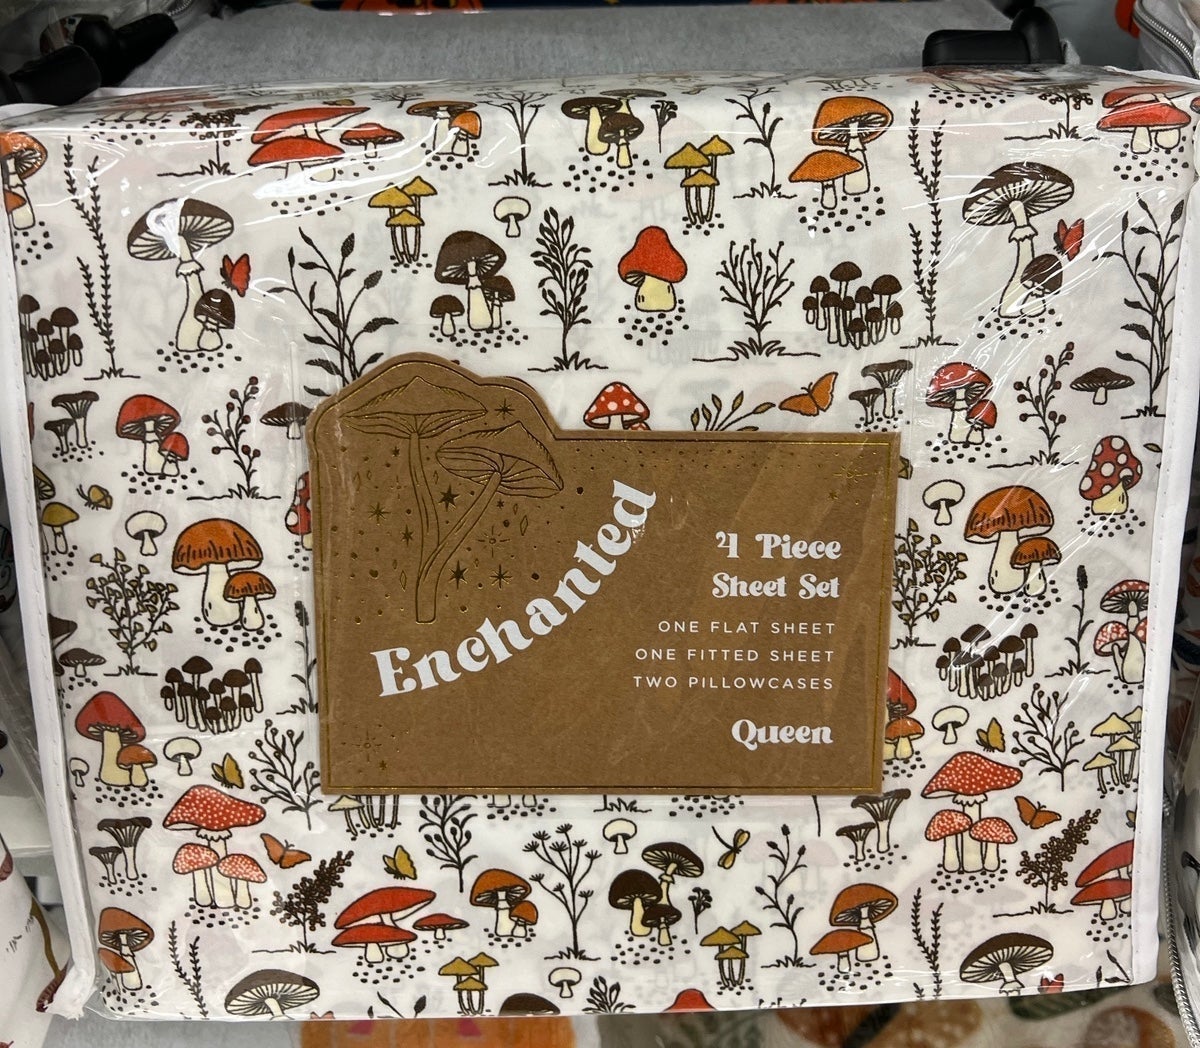 Enchanted
4 Piece
Sheet Set
ONE FLAT SHEET
ONE FITTED SHEET
TWO PILLOWCASES
Queen